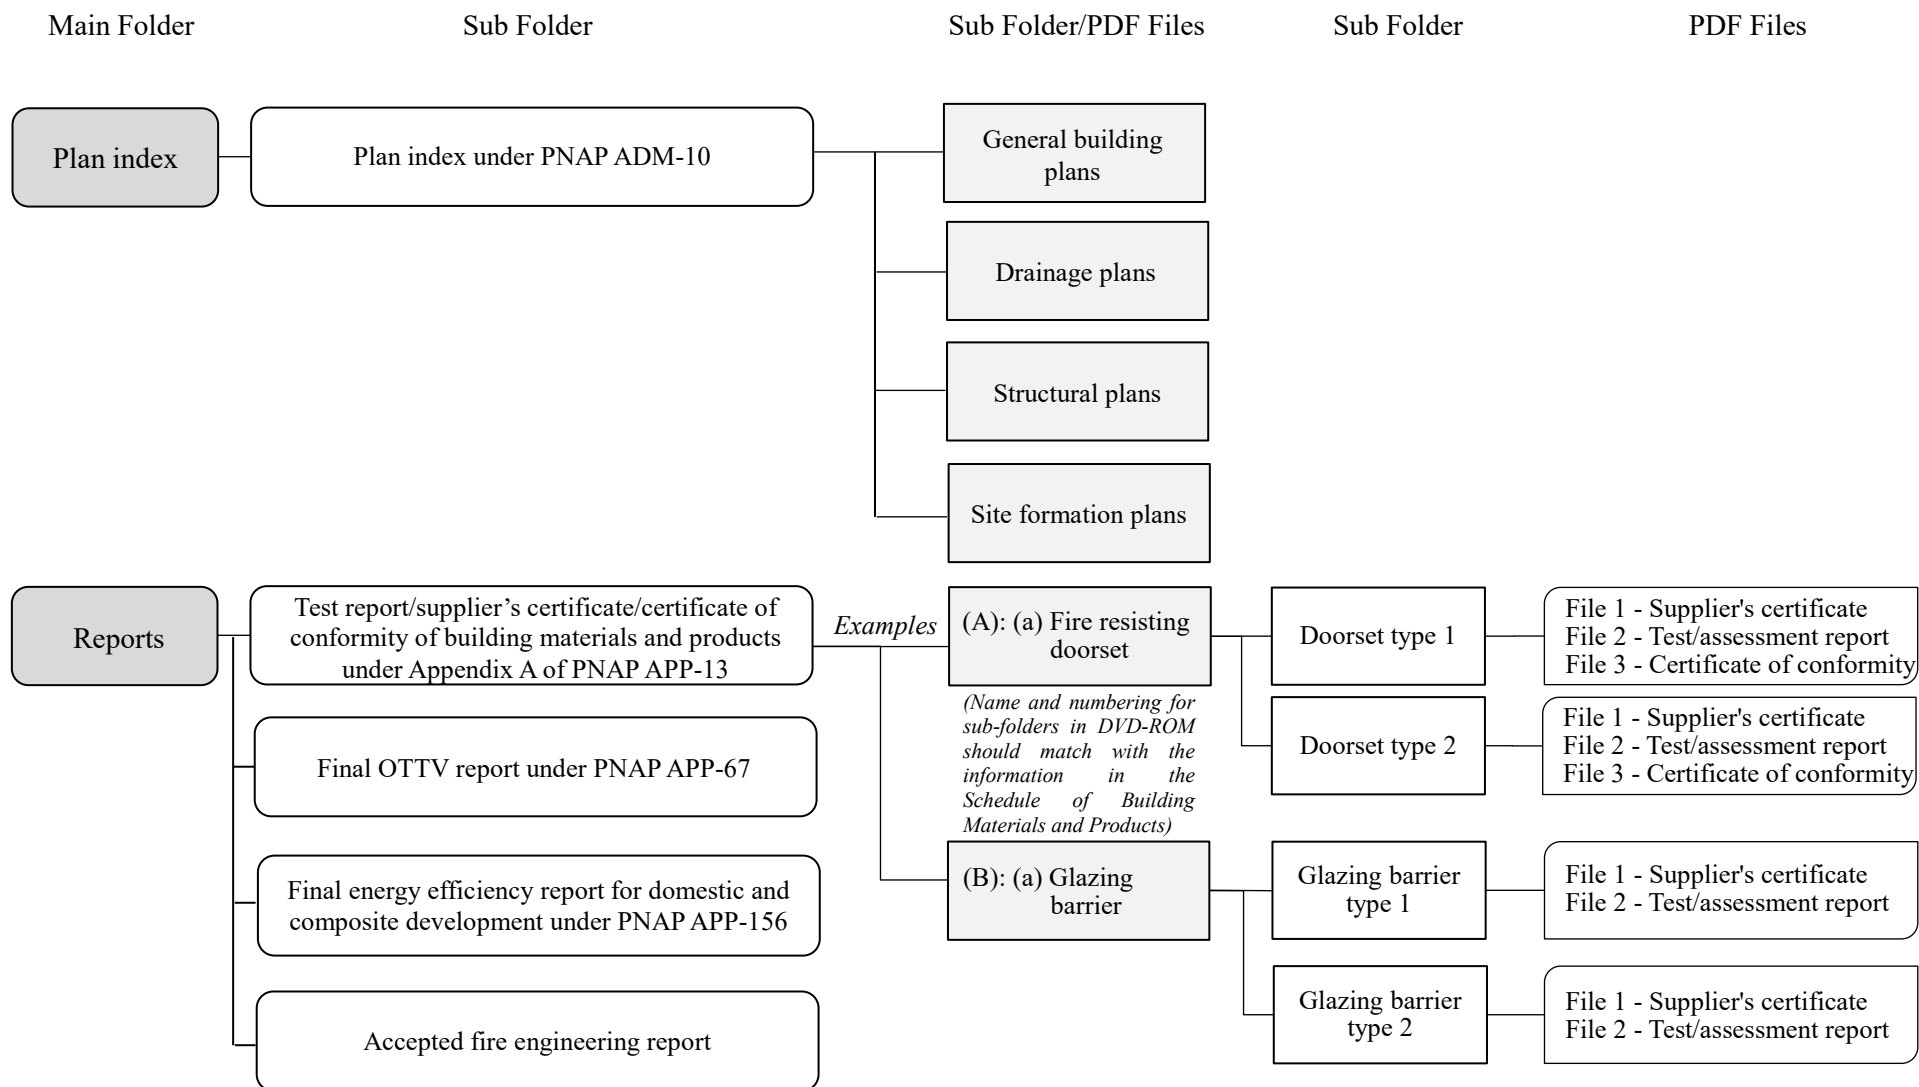 Main Folder
Sub Folder
Sub Folder/PDF Files
Sub Folder
PDF Files
Plan index
Plan index under PNAP ADM-10
General building
plans
Drainage plans
Structural plans
Site formation plans
Reports
Test report/supplier’s certificate/certificate of
conformity of building materials and products
under Appendix A of PNAP APP-13
Examples
(A): (a) Fire resisting
doorset
(Name and numbering for
sub-folders in DVD-ROM
should match with the
information in the
Schedule of Building
Materials and Products)
Doorset type 1
File 1 - Supplier's certificate
File 2 - Test/assessment report
File 3 - Certificate of conformity
Doorset type 2
File 1 - Supplier's certificate
File 2 - Test/assessment report
File 3 - Certificate of conformity
Final OTTV report under PNAP APP-67
(B): (a) Glazing
barrier
Glazing barrier
type 1
File 1 - Supplier's certificate
File 2 - Test/assessment report
Final energy efficiency report for domestic and
composite development under PNAP APP-156
Glazing barrier
type 2
File 1 - Supplier's certificate
File 2 - Test/assessment report
Accepted fire engineering report